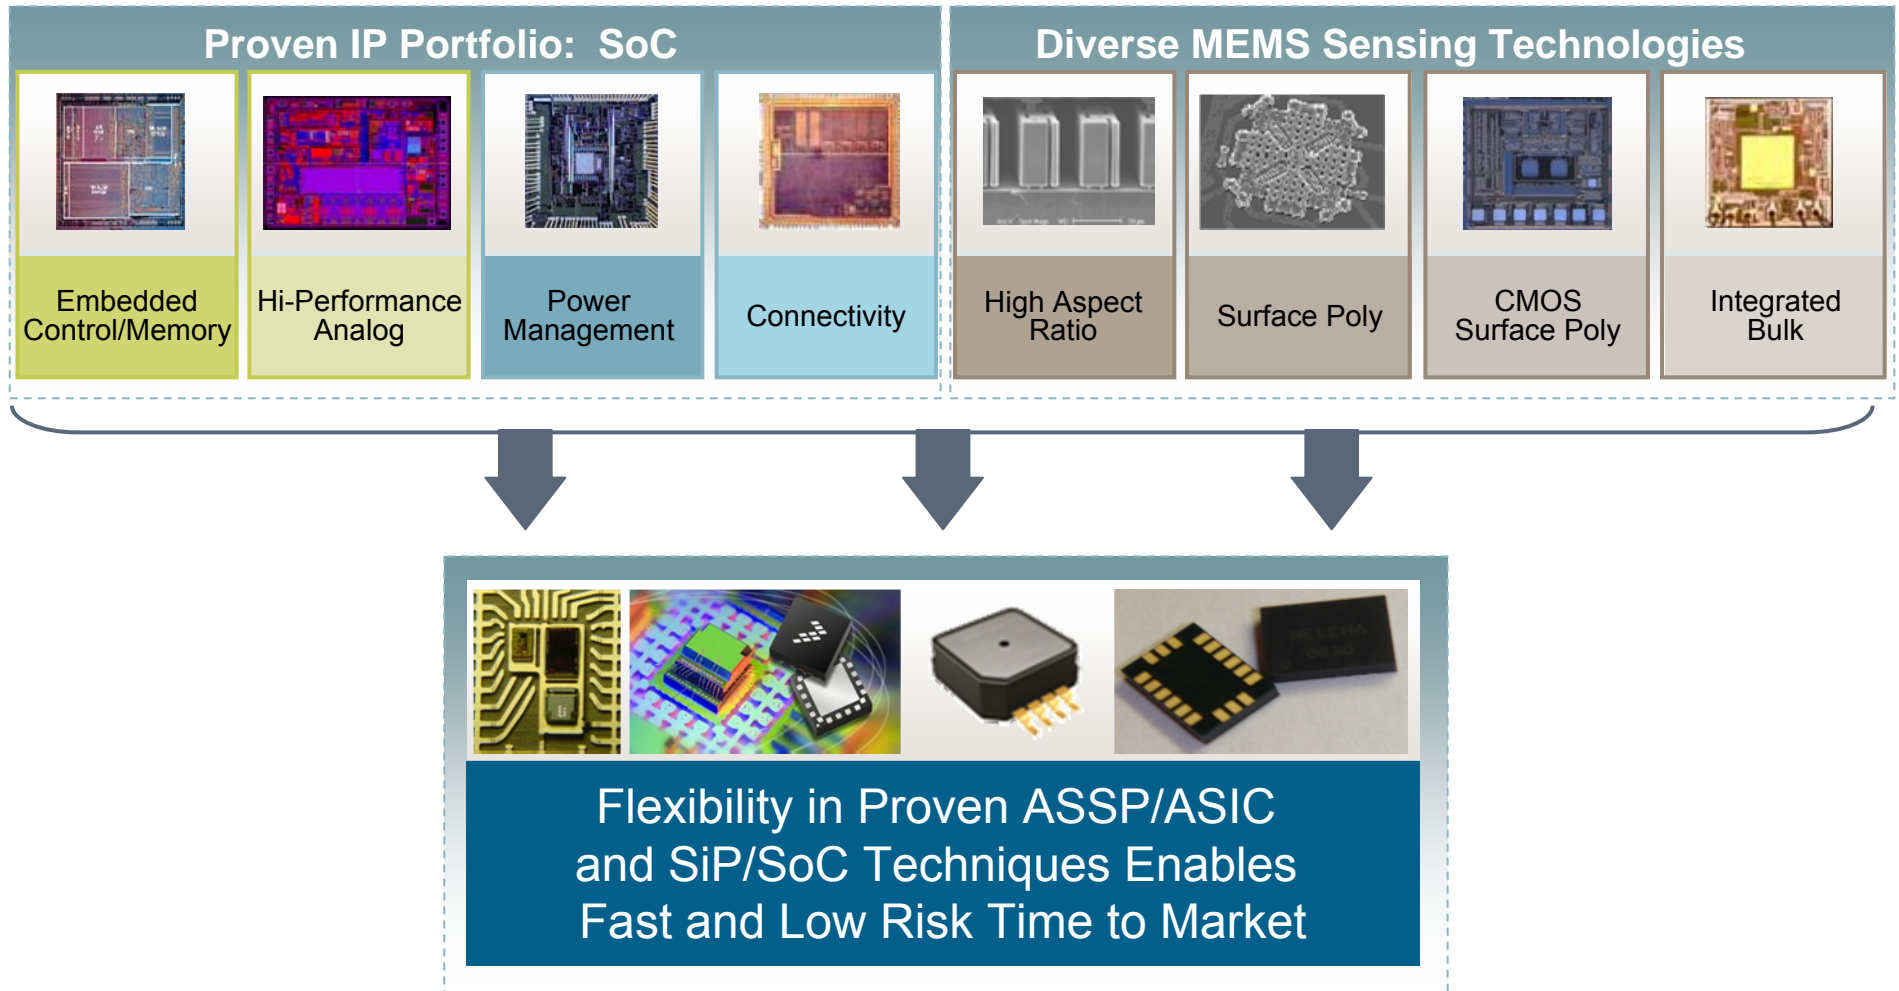 Proven IP Portfolio: SoC
Diverse MEMS Sensing Technologies
Embedded
Control/Memory
Hi-Performance
Analog
Power
Management
Connectivity
High Aspect
Ratio
Surface Poly
CMOS
Surface Poly
Integrated
Bulk
HELENA
0630
Flexibility in Proven ASSP/ASIC
and SiP/SoC Techniques Enables
Fast and Low Risk Time to Market